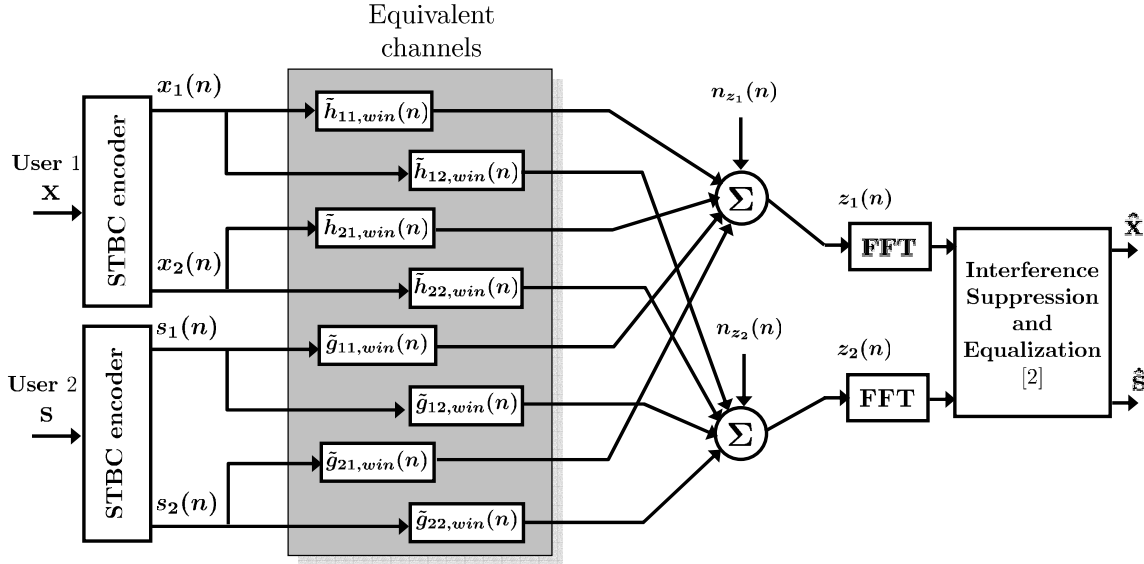 Equivalent
channels
x₁(n)
h̃₁₁,win(n)
n_z₁(n)
STBC encoder
User 1
X
h̃₁₂,win(n)
Σ
z₁(n)
h̃₂₁,win(n)
FFT
X̂
x₂(n)
h̃₂₂,win(n)
Interference
Suppression
and
Equalization
[2]
s₁(n)
g̃₁₁,win(n)
n_z₂(n)
z₂(n)
STBC encoder
User 2
S
g̃₁₂,win(n)
Σ
FFT
Ŝ
g̃₂₁,win(n)
s₂(n)
g̃₂₂,win(n)